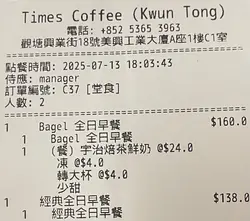 Times Coffee (Kwun Tong)
電話: +852 5365 3963
觀塘興業街18號美興工業大廈A座1樓C1室
點餐時間: 2025-07-13 18:03:43
侍應: manager
訂單編號: C37 [堂食]
人數: 2
1 Bagel 全日早餐 $160.0
1 Bagel 全日早餐
1 (餐) 宇治焙茶鮮奶 @$24.0
凍 @$4.0
轉大杯 @$4.0
少甜
1 經典全日早餐 $138.0
1 經典全日早餐